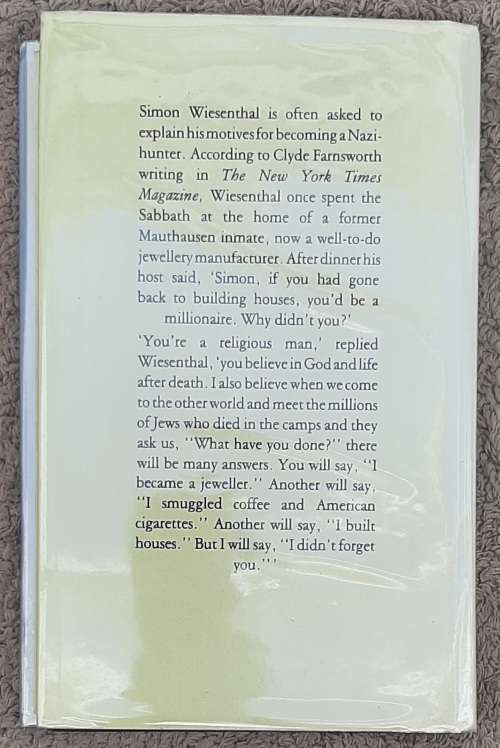 Simon Wiesenthal is often asked to
explain his motives for becoming a Nazi-
hunter. According to Clyde Farnsworth
writing in The New York Times
Magazine, Wiesenthal once spent the
Sabbath at the home of a former
Mauthausen inmate, now a well-to-do
jewellery manufacturer. After dinner his
host said, ‘Simon, if you had gone
back to building houses, you’d be a
millionaire. Why didn’t you?’
‘You’re a religious man,’ replied
Wiesenthal, ‘you believe in God and life
after death. I also believe when we come
to the other world and meet the millions
of Jews who died in the camps and they
ask us, “What have you done?” there
will be many answers. You will say, “I
became a jeweller.” Another will say,
“I smuggled coffee and American
cigarettes.” Another will say, “I built
houses.” But I will say, “I didn’t forget
you.”’